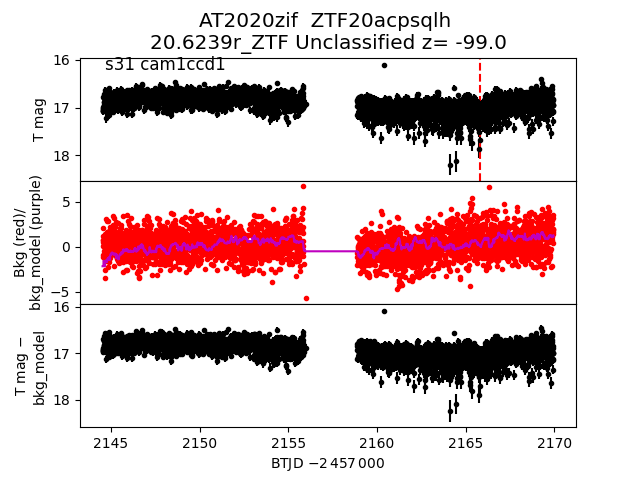 AT2020zif  ZTF20acpsqlh
20.6239r_ZTF Unclassified z= -99.0
s31 cam1ccd1
16
17
18
T mag
5
0
−5
Bkg (red)/
bkg_model (purple)
16
17
18
T mag −
bkg_model
2145 2150 2155 2160 2165 2170
BTJD −2 457 000